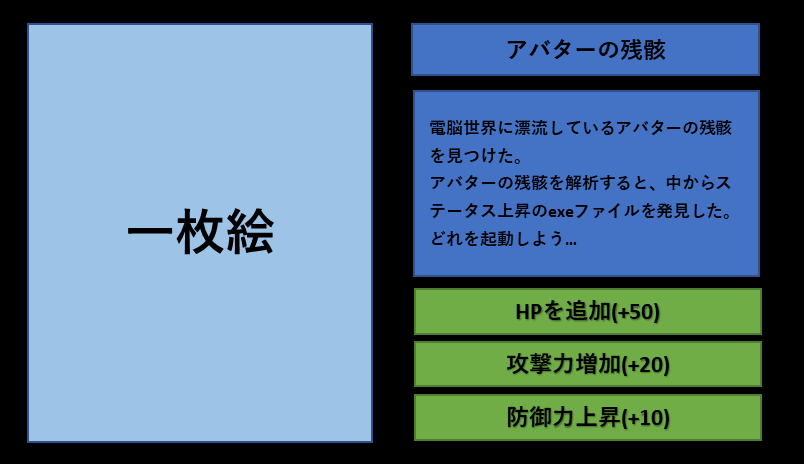 一枚絵
アバターの残骸
電脳世界に漂流しているアバターの残骸
を見つけた。
アバターの残骸を解析すると、中からス
テータス上昇のexeファイルを発見した。
どれを起動しよう...
HPを追加(+50)
攻撃力増加(+20)
防御力上昇(+10)